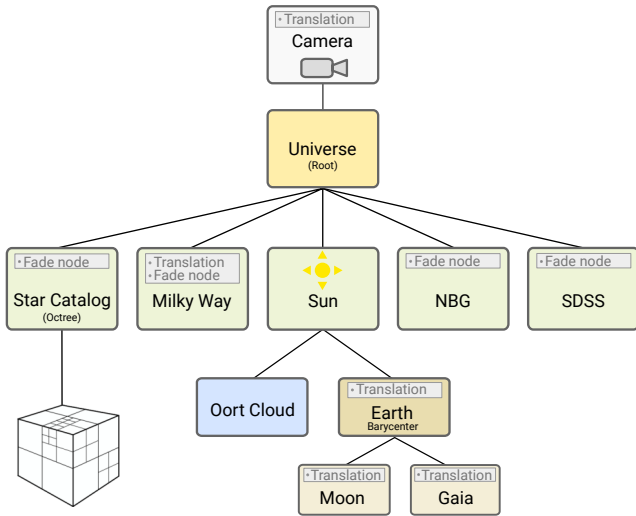 • Translation
Camera
Universe
(Root)
• Fade node
Star Catalog
(Octree)
• Translation
• Fade node
Milky Way
Sun
• Fade node
NBG
• Fade node
SDSS
Oort Cloud
• Translation
Earth
Barycenter
• Translation
Moon
• Translation
Gaia